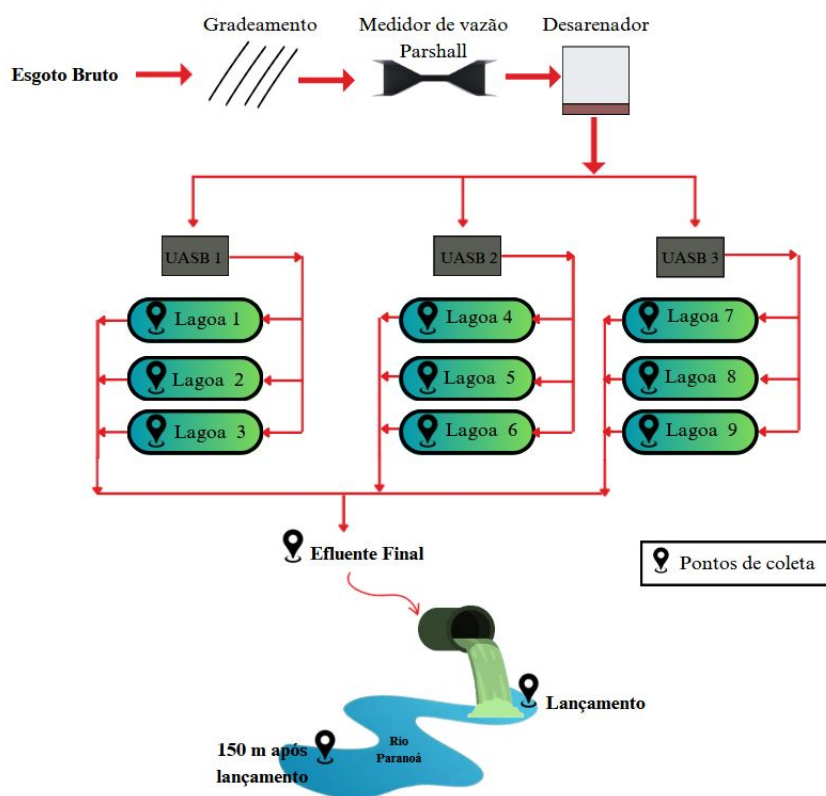 Gradeamento
Medidor de vazão
Parshall
Desarenador
Esgoto Bruto
UASB 1
UASB 2
UASB 3
Lagoa 1
Lagoa 4
Lagoa 7
Lagoa 2
Lagoa 5
Lagoa 8
Lagoa 3
Lagoa 6
Lagoa 9
Efluente Final
Pontos de coleta
Lançamento
Rio
Paranoá
150 m após
lançamento